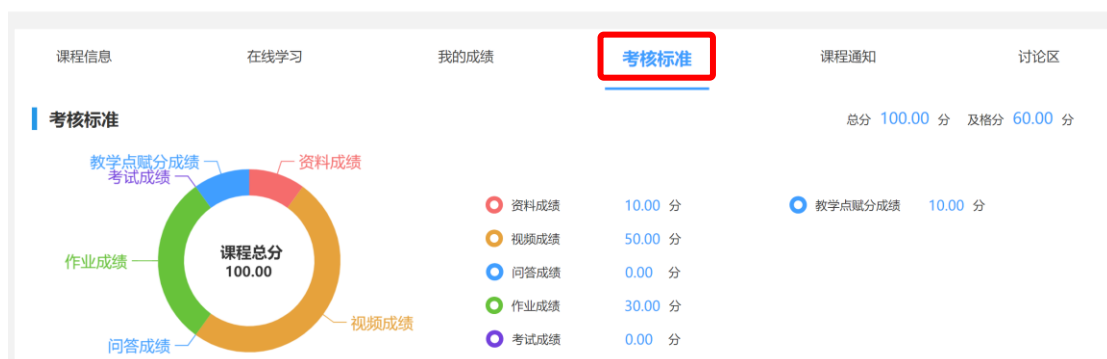 课程信息 在线学习 我的成绩 考核标准 课程通知 讨论区
考核标准 总分 100.00 分 及格分 60.00 分
教学点赋分成绩 资料成绩
考试成绩
作业成绩
课程总分
100.00
视频成绩
问答成绩
资料成绩 10.00 分 教学点赋分成绩 10.00 分
视频成绩 50.00 分
问答成绩 0.00 分
作业成绩 30.00 分
考试成绩 0.00 分